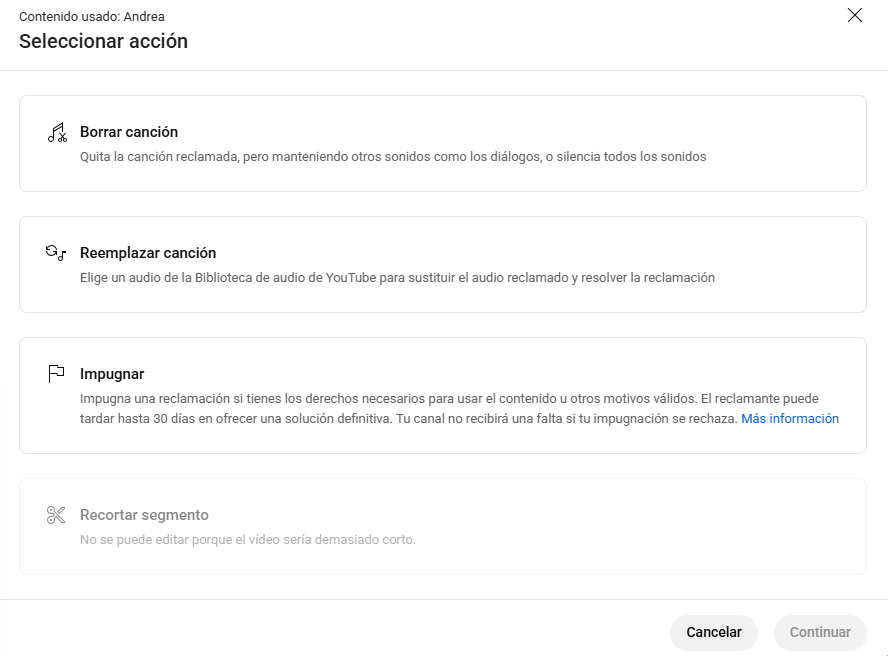 Contenido usado: Andrea
Seleccionar acción
Borrar canción
Quita la canción reclamada, pero manteniendo otros sonidos como los diálogos, o silencia todos los sonidos
Reemplazar canción
Elige un audio de la Biblioteca de audio de YouTube para sustituir el audio reclamado y resolver la reclamación
Impugnar
Impugna una reclamación si tienes los derechos necesarios para usar el contenido u otros motivos válidos. El reclamante puede
tardar hasta 30 días en ofrecer una solución definitiva. Tu canal no recibirá una falta si tu impugnación se rechaza. Más información
Recortar segmento
No se puede editar porque el vídeo sería demasiado corto.
Cancelar
Continuar